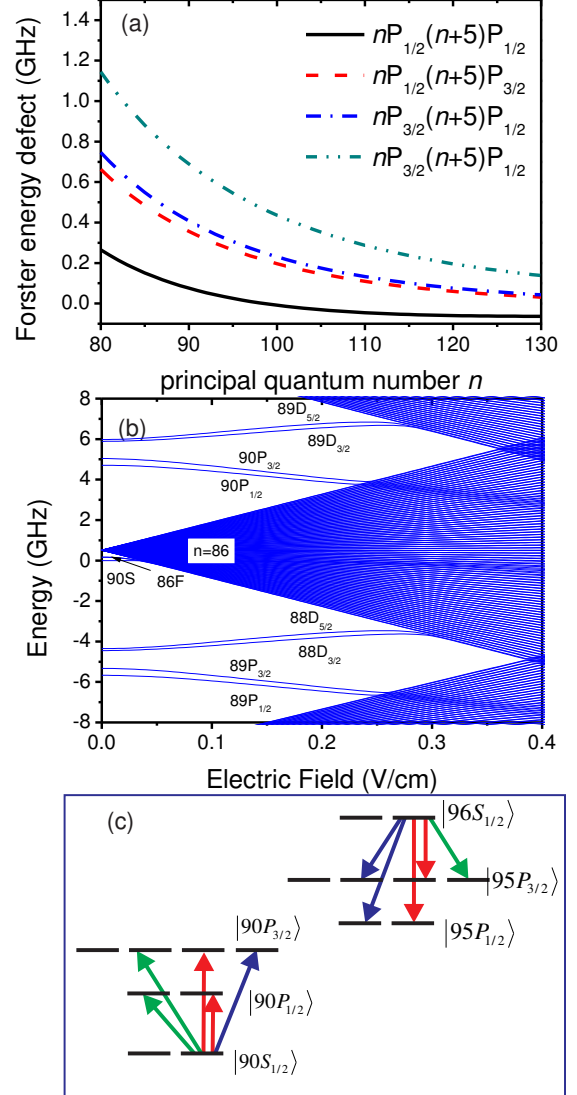 (a)
nP1/2(n+5)P1/2
nP1/2(n+5)P3/2
nP3/2(n+5)P1/2
nP3/2(n+5)P1/2
Forster energy defect (GHz)
1.4
1.2
1.0
0.8
0.6
0.4
0.2
0.0
80 90 100 110 120 130
principal quantum number n
(b)
Energy (GHz)
8
6
4
2
0
-2
-4
-6
-8
89D5/2
89D3/2
90P3/2
90P1/2
n=86
90S
86F
88D5/2
88D3/2
89P3/2
89P1/2
0.0 0.1 0.2 0.3 0.4
Electric Field (V/cm)
(c)
|96S1/2⟩
|95P3/2⟩
|95P1/2⟩
|90P3/2⟩
|90P1/2⟩
|90S1/2⟩